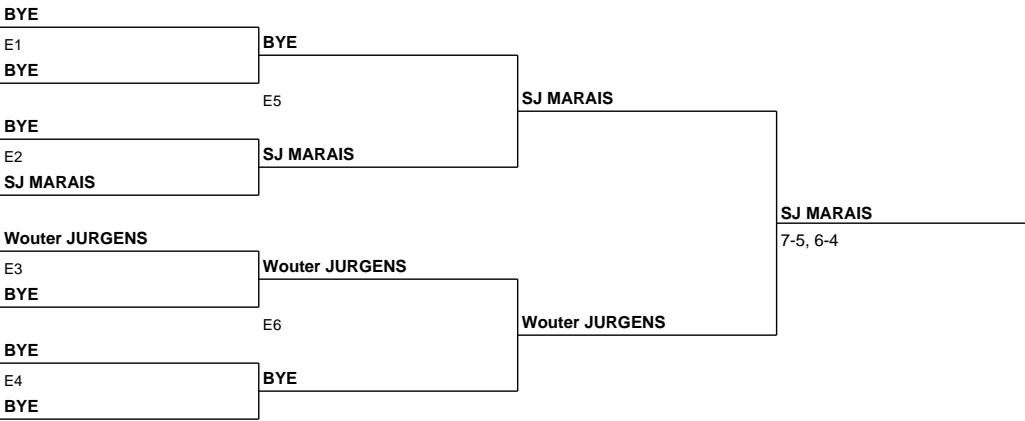 BYE
E1
BYE
BYE
E5
SJ MARAIS
BYE
E2
SJ MARAIS
SJ MARAIS
SJ MARAIS
7-5, 6-4
Wouter JURGENS
E3
Wouter JURGENS
BYE
E6
Wouter JURGENS
BYE
E4
BYE
BYE